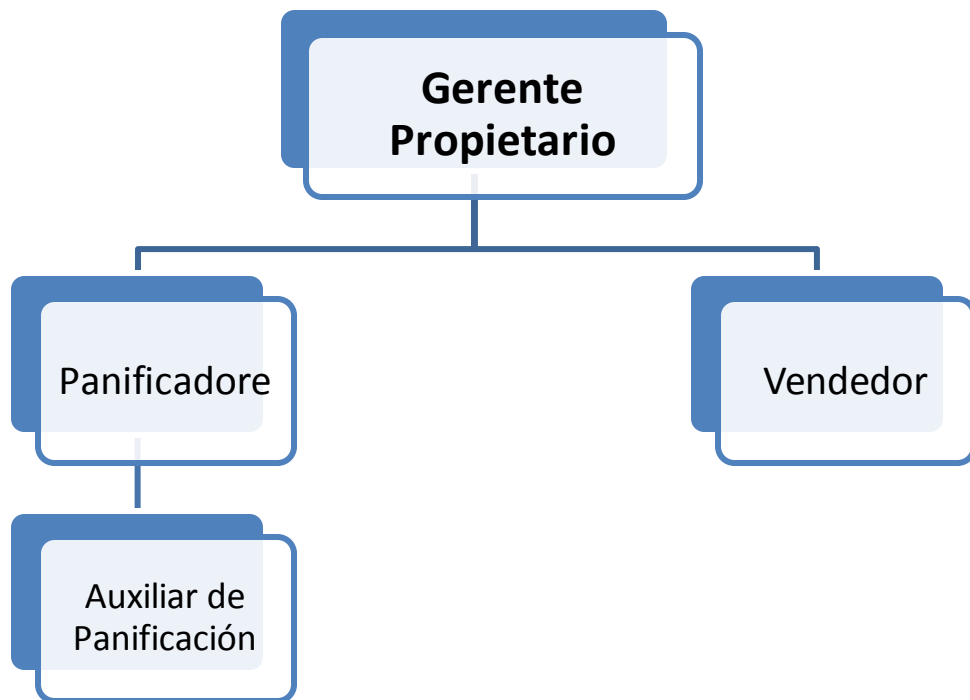 Gerente
Propietario
Panificadore
Vendedor
Auxiliar de
Panificación